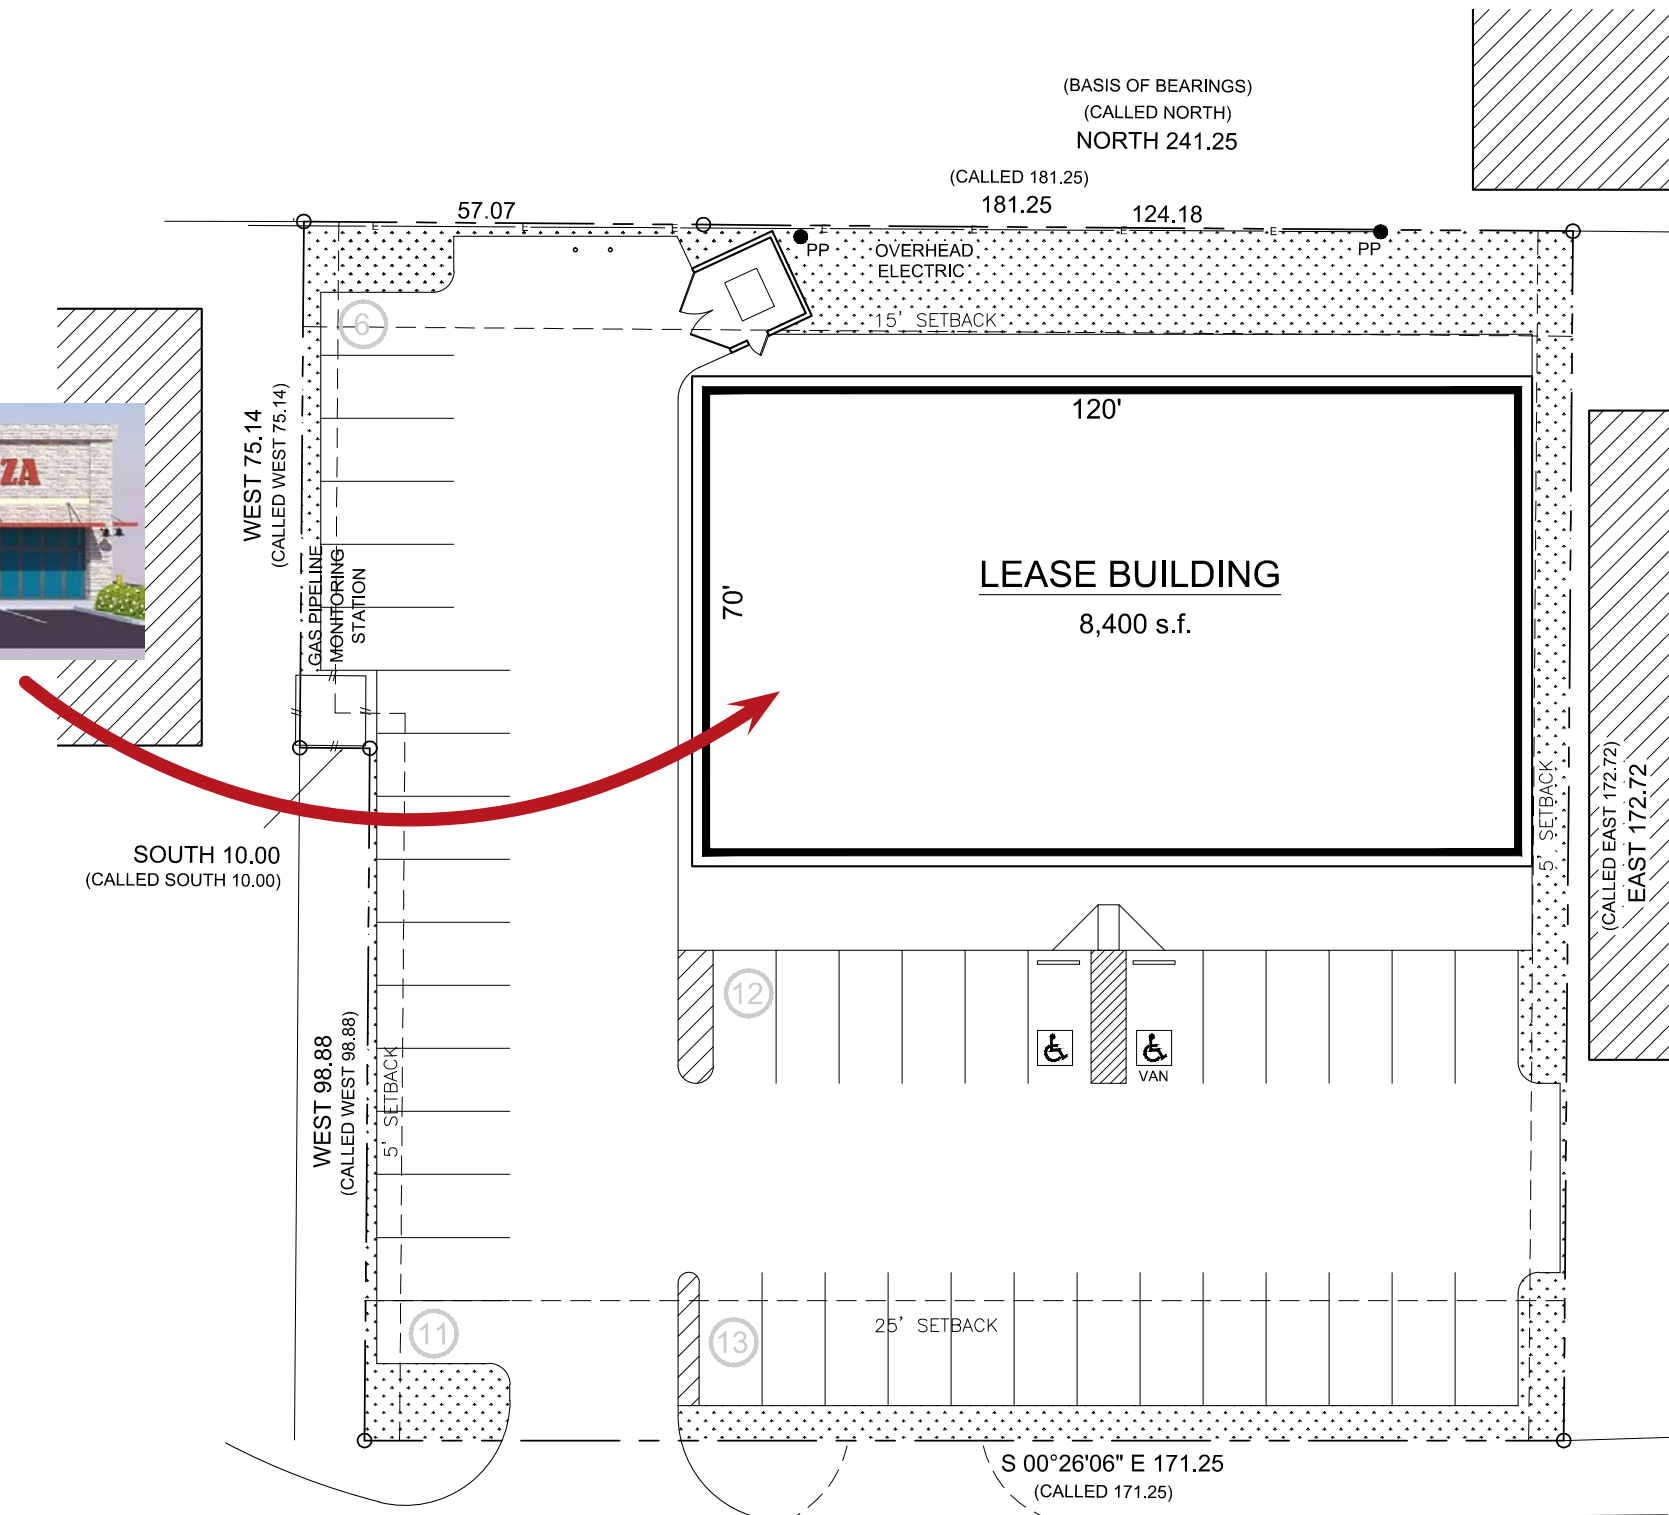 (BASIS OF BEARINGS)
(CALLED NORTH)
NORTH 241.25
(CALLED 181.25)
181.25
57.07
124.18
E
E
E
E
E
E
E
PP
PP
OVERHEAD
ELECTRIC
15' SETBACK
6
120'
WEST 75.14
(CALLED WEST 75.14)
ZA
GAS PIPELINE
MONITORING
STATION
70'
LEASE BUILDING
8,400 s.f.
SOUTH 10.00
(CALLED SOUTH 10.00)
5' SETBACK
(CALLED EAST 172.72)
EAST 172.72
12
VAN
WEST 98.88
(CALLED WEST 98.88)
5' SETBACK
11
13
25' SETBACK
S 00°26'06" E 171.25
(CALLED 171.25)